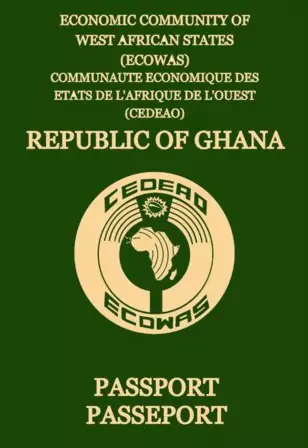 ECONOMIC COMMUNITY OF
WEST AFRICAN STATES
(ECOWAS)
COMMUNAUTE ECONOMIQUE DES
ETATS DE L'AFRIQUE DE L'OUEST
(CEDEAO)
REPUBLIC OF GHANA
CEDEAO
ECOWAS
PASSPORT
PASSEPORT